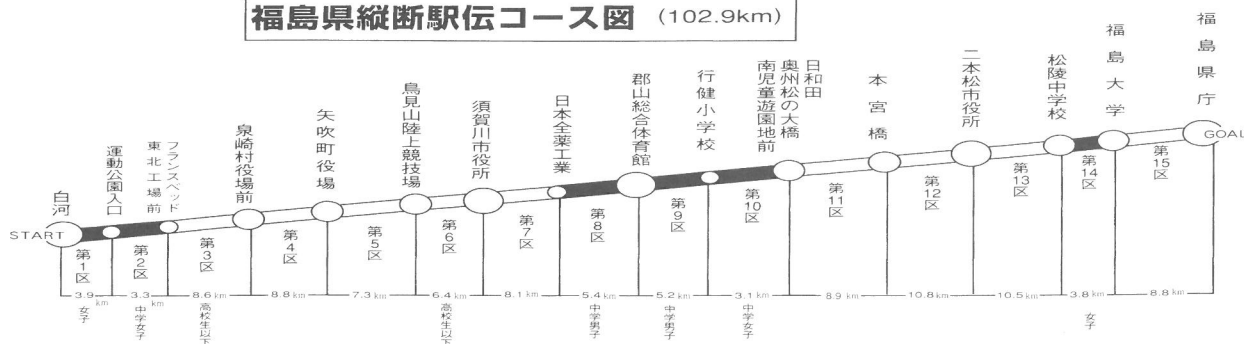 福島県縦断駅伝コース図 (102.9km)
START
白河
運動公園入口
フランスベッド
東北工場前
泉崎村役場前
矢吹町役場
鳥見山陸上競技場
須賀川市役所
日本全薬工業
郡山総合体育館
行健小学校
日和田
奥州松の大橋
南児童遊園地前
本宮橋
二本松市役所
松陵中学校
福島大学
福島県庁
GOAL
第1区
第2区
第3区
第4区
第5区
第6区
第7区
第8区
第9区
第10区
第11区
第12区
第13区
第14区
第15区
3.9km
3.3km
8.6km
8.8km
7.3km
6.4km
8.1km
5.4km
5.2km
3.1km
8.9km
10.8km
10.5km
3.8km
8.8km
女子
中学女子
高校生以下
高校生以下
中学男子
中学男子
中学女子
女子